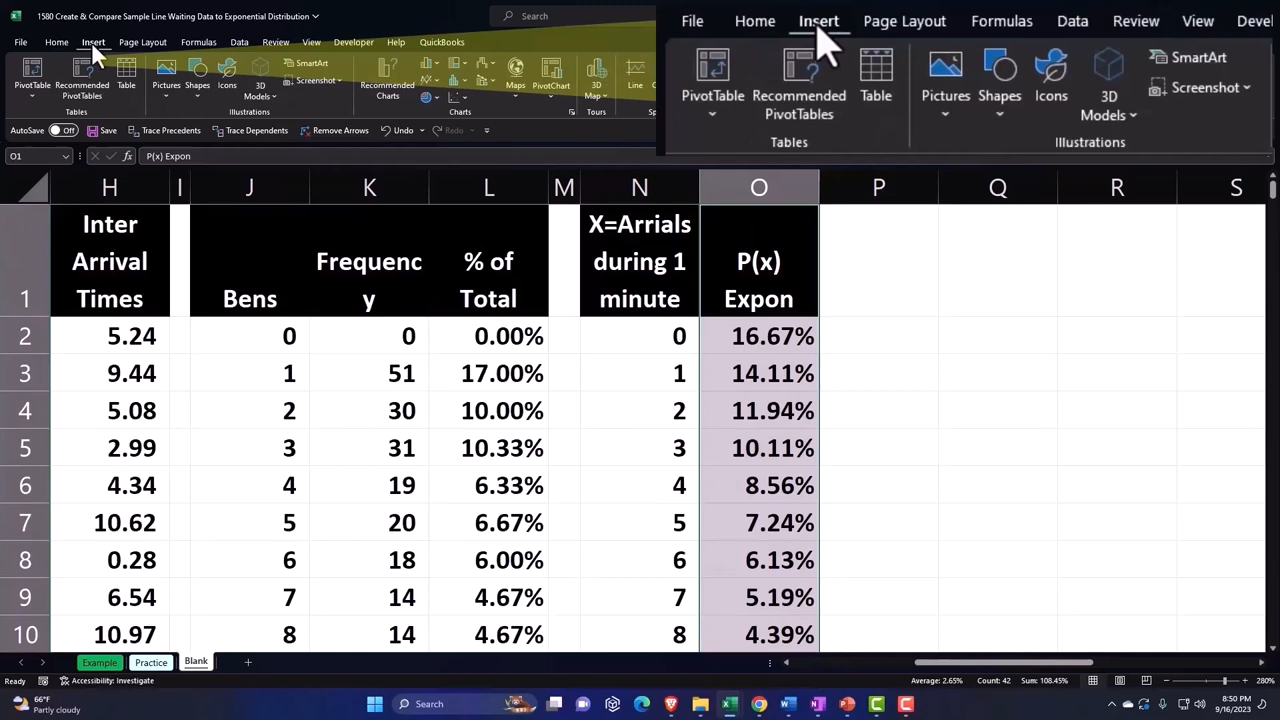 1580 Create & Compare Sample Line Waiting Data to Exponential Distribution
Search
File Home Insert Page Layout Formulas Data Review View Developer Help QuickBooks
PivotTable Recommended PivotTables Table
Tables
Pictures Shapes Icons 3D Models SmartArt Screenshot
Illustrations
Recommended Charts Maps PivotChart
Charts
3D Map
Tours
Line
File Home Insert Page Layout Formulas Data Review View Devel
PivotTable Recommended PivotTables Table
Tables
Pictures Shapes Icons 3D Models SmartArt Screenshot
Illustrations
AutoSave Off Save Trace Precedents Trace Dependents Remove Arrows Undo Redo
O1 fx P(x) Expon
H I J K L M N O P Q R S
1 Inter Arrival Times Bens Frequency % of Total X=Arrials during 1 minute P(x) Expon
2 5.24 0 0 0.00% 0 16.67%
3 9.44 1 51 17.00% 1 14.11%
4 5.08 2 30 10.00% 2 11.94%
5 2.99 3 31 10.33% 3 10.11%
6 4.34 4 19 6.33% 4 8.56%
7 10.62 5 20 6.67% 5 7.24%
8 0.28 6 18 6.00% 6 6.13%
9 6.54 7 14 4.67% 7 5.19%
10 10.97 8 14 4.67% 8 4.39%
Example Practice Blank
Ready Accessibility: Investigate Average: 2.65% Count: 42 Sum: 108.45% 280%
66°F
Partly cloudy
Search
8:50 PM
9/16/2023